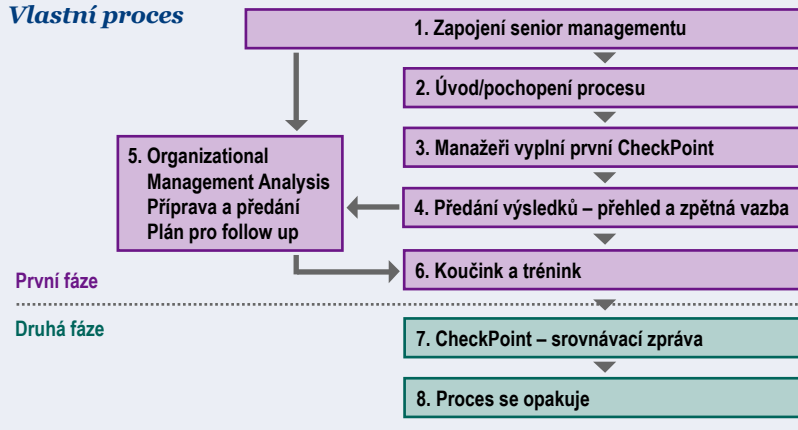 Vlastní proces
1. Zapojení senior managementu
2. Úvod/pochopení procesu
3. Manažeři vyplní první CheckPoint
4. Předání výsledků – přehled a zpětná vazba
5. Organizational
Management Analysis
Příprava a předání
Plán pro follow up
6. Koučink a trénink
První fáze
Druhá fáze
7. CheckPoint – srovnávací zpráva
8. Proces se opakuje